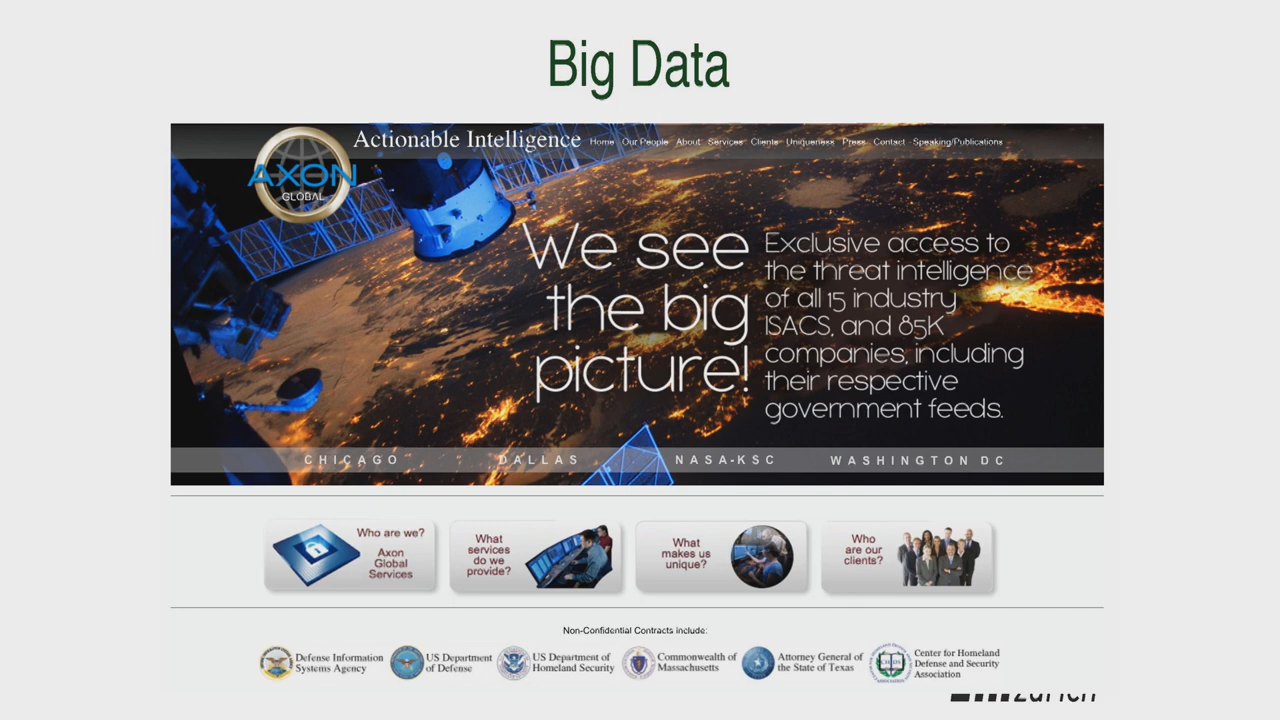 Big Data
Actionable Intelligence
Home Our People About Services Clients Uniqueness Press Contact Speaking/Publications
AXON
GLOBAL
We see
the big
picture!
Exclusive access to
the threat intelligence
of all 15 industry
ISACS, and 85K
companies, including
their respective
government feeds.
CHICAGO DALLAS NASA-KSC WASHINGTON DC
Who are we?
Axon
Global
Services
What
services
do we
provide?
What
makes us
unique?
Who
are our
clients?
Non-Confidential Contracts include:
Defense Information
Systems Agency
US Department
of Defense
US Department of
Homeland Security
Commonwealth of
Massachusetts
Attorney General of
the State of Texas
Center for Homeland
Defense and Security
Association